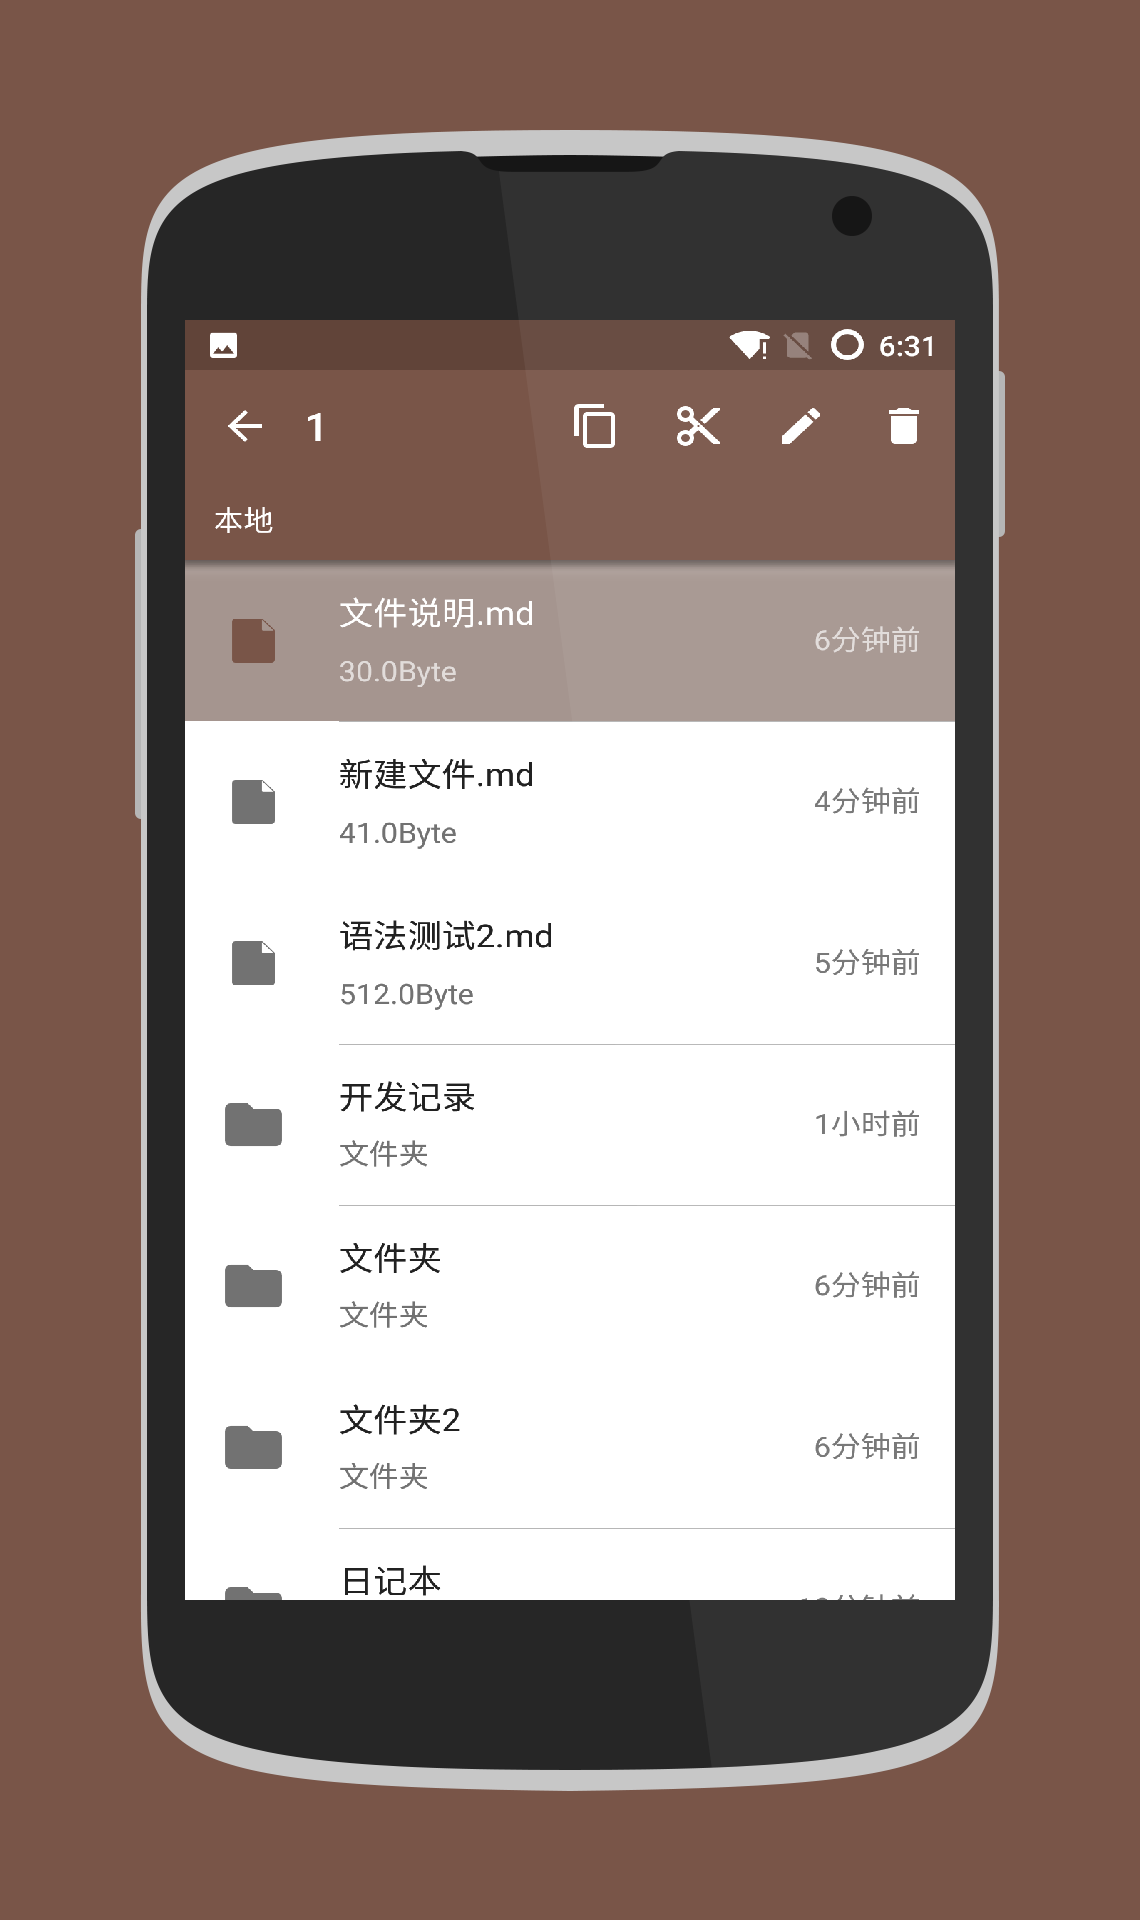 6:31
1
本地
文件说明.md
6分钟前
30.0Byte
新建文件.md
4分钟前
41.0Byte
语法测试2.md
5分钟前
512.0Byte
开发记录
1小时前
文件夹
文件夹
6分钟前
文件夹
文件夹2
6分钟前
文件夹
日记本